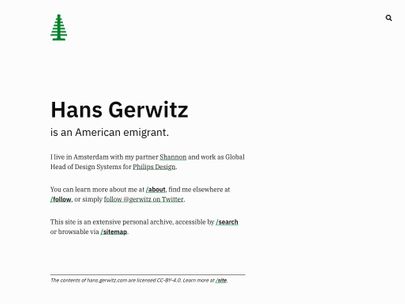 Hans Gerwitz
is an American emigrant.
I live in Amsterdam with my partner Shannon and work as Global
Head of Design Systems for Philips Design.
You can learn more about me at /about, find me elsewhere at
/follow, or simply follow @gerwitz on Twitter.
This site is an extensive personal archive, accessible by /search
or browsable via /sitemap.
The contents of hans.gerwitz.com are licensed CC-BY-4.0. Learn more at /site.